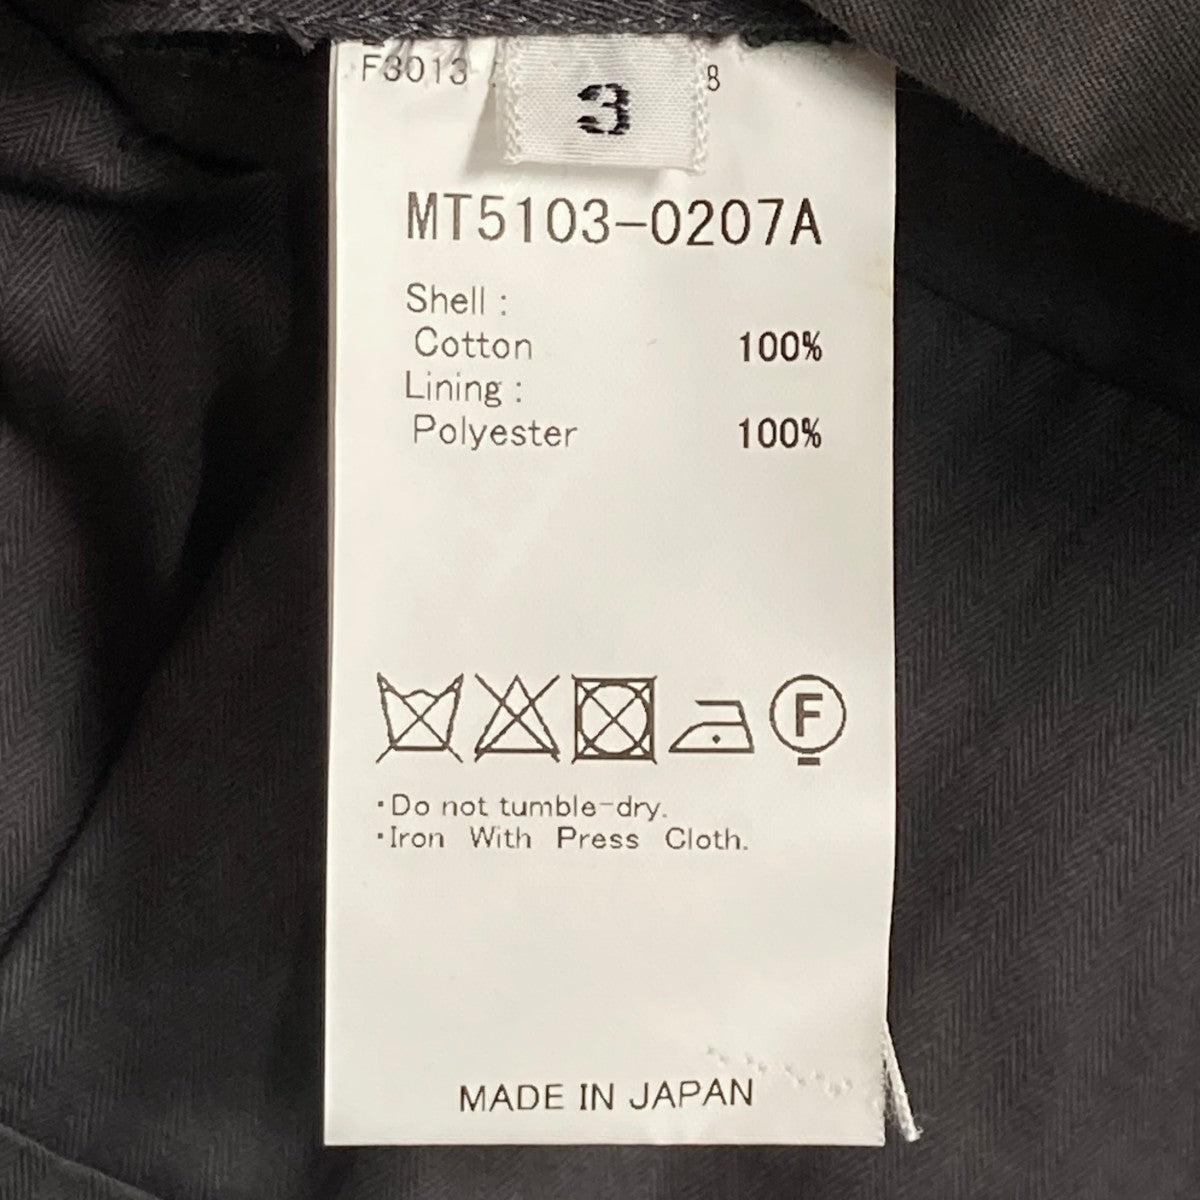 F3013
8
3
MT5103-0207A
Shell :
Cotton 100%
Lining :
Polyester 100%
F
・Do not tumble-dry.
・Iron With Press Cloth.
MADE IN JAPAN